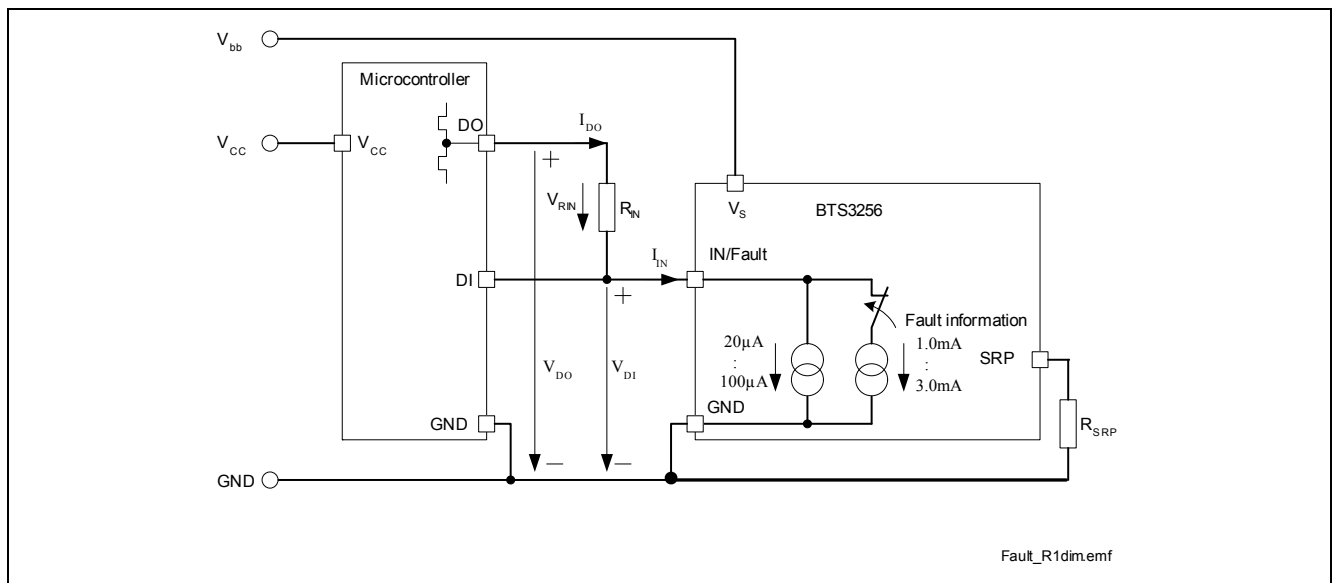 V_bb
Microcontroller
DO
I_DO
V_CC
V_CC
V_RIN
R_IN
V_S
BTS3256
DI
I_IN
IN/Fault
+
+
Fault information
20µA
:
100µA
1.0mA
:
3.0mA
SRP
V_DO
V_DI
GND
GND
R_SRP
GND
Fault_R1dim.emf